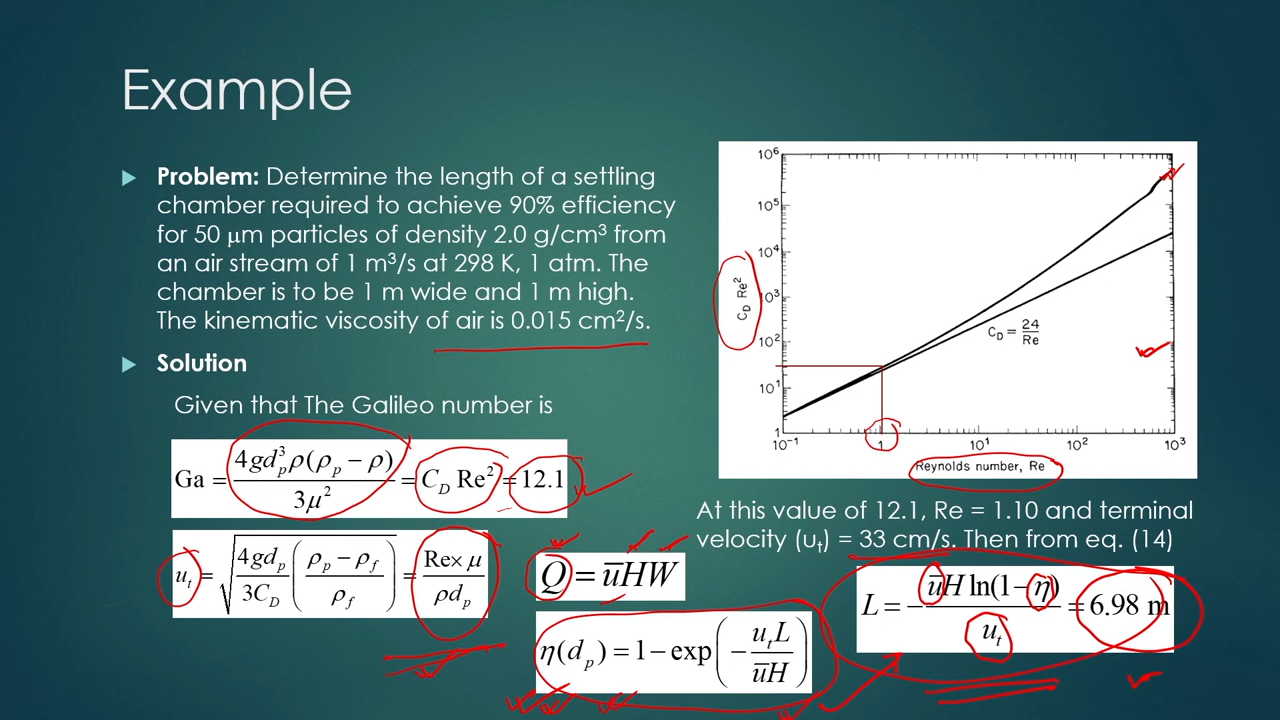 Example
Problem: Determine the length of a settling
chamber required to achieve 90% efficiency
for 50 μm particles of density 2.0 g/cm³ from
an air stream of 1 m³/s at 298 K, 1 atm. The
chamber is to be 1 m wide and 1 m high.
The kinematic viscosity of air is 0.015 cm²/s.
Solution
Given that The Galileo number is
Ga = 4gd_p³ρ(ρ_p − ρ) / 3μ² = C_D Re² = 12.1
u_t = √(4gd_p / 3C_D ((ρ_p − ρ_f) / ρ_f)) = Re× μ / ρd_p
Q = u̅HW
η(d_p) = 1 − exp(− u_t L / u̅H)
10⁶
10⁵
10⁴
10³
10²
10¹
1
C_D Re²
C_D = 24 / Re
10⁻¹ 1 10¹ 10² 10³
Reynolds number, Re
At this value of 12.1, Re = 1.10 and terminal
velocity (u_t) = 33 cm/s. Then from eq. (14)
L = − u̅H ln(1 − η) / u_t = 6.98 m